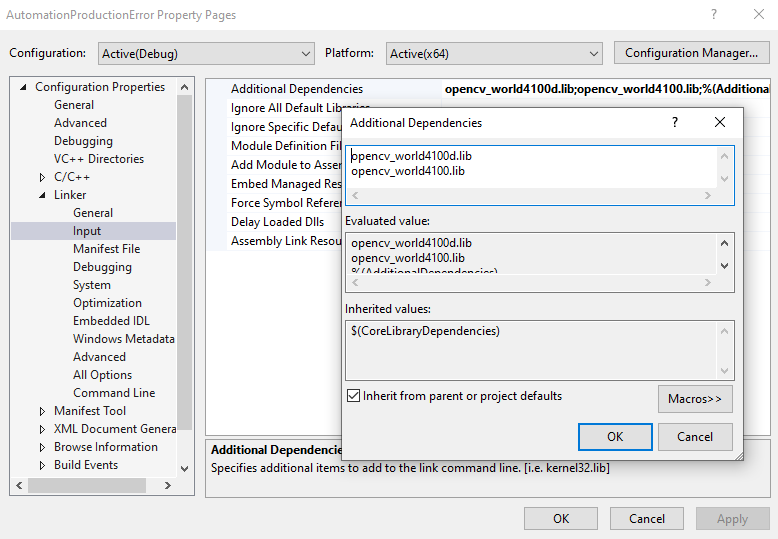 AutomationProductionError Property Pages
Configuration: Active(Debug) Platform: Active(x64) Configuration Manager...
Configuration Properties
General
Advanced
Debugging
VC++ Directories
C/C++
Linker
General
Input
Manifest File
Debugging
System
Optimization
Embedded IDL
Windows Metadata
Advanced
All Options
Command Line
Manifest Tool
XML Document Genera
Browse Information
Build Events
Additional Dependencies opencv_world4100d.lib;opencv_world4100.lib;%(Additiona
Ignore All Default Libraries
Ignore Specific Defau
Module Definition Fil
Add Module to Assem
Embed Managed Reso
Force Symbol Referen
Delay Loaded Dlls
Assembly Link Resou
Additional Dependencies
? 
opencv_world4100d.lib
opencv_world4100.lib
Evaluated value:
opencv_world4100d.lib
opencv_world4100.lib
%(AdditionalDependencies)
Inherited values:
$(CoreLibraryDependencies)
Inherit from parent or project defaults
Macros>>
OK Cancel
Additional Dependencie
Specifies additional items to add to the link command line. [i.e. kernel32.lib]
OK Cancel Apply